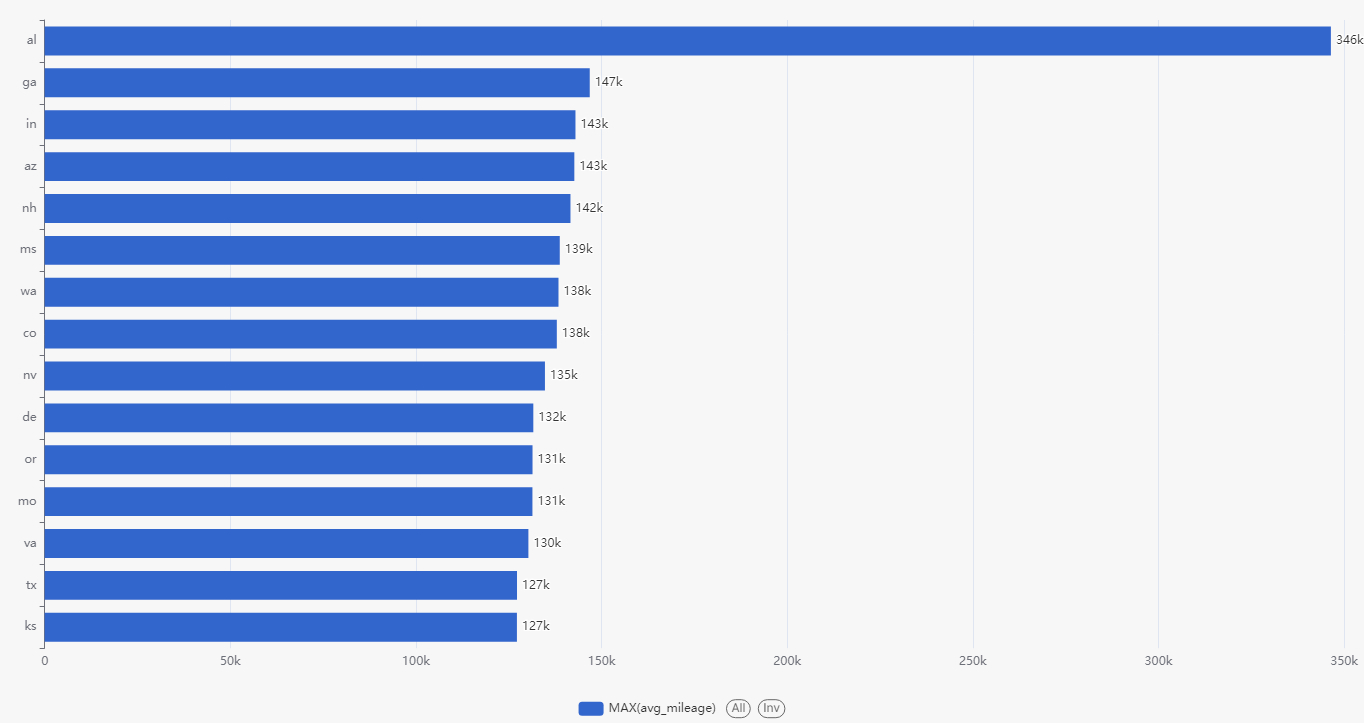 al 346k
ga 147k
in 143k
az 143k
nh 142k
ms 139k
wa 138k
co 138k
nv 135k
de 132k
or 131k
mo 131k
va 130k
tx 127k
ks 127k
0 50k 100k 150k 200k 250k 300k 350k
MAX(avg_mileage) All Inv